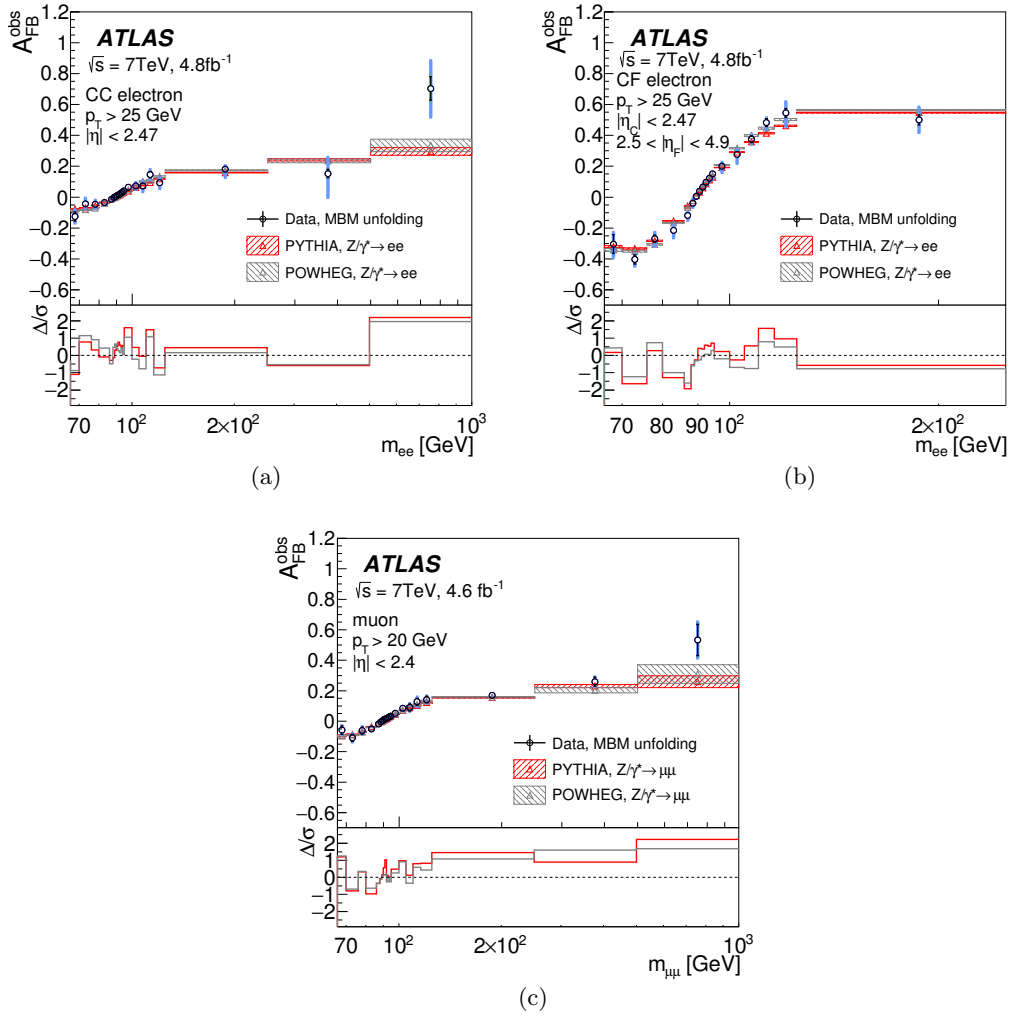 A_FB^obs
1.2
1
0.8
0.6
0.4
0.2
0
−0.2
−0.4
−0.6
ATLAS
√s = 7TeV, 4.8fb⁻¹
CC electron
p_T > 25 GeV
|η| < 2.47
Data, MBM unfolding
PYTHIA, Z/γ*→ee
POWHEG, Z/γ*→ee
Δ/σ
2
1
0
−1
−2
70 10² 2×10² 10³
m_ee [GeV]
(a)
A_FB^obs
1.2
1
0.8
0.6
0.4
0.2
0
−0.2
−0.4
−0.6
ATLAS
√s = 7TeV, 4.8fb⁻¹
CF electron
p_T > 25 GeV
|η_C| < 2.47
2.5 < |η_F| < 4.9
Data, MBM unfolding
PYTHIA, Z/γ*→ee
POWHEG, Z/γ*→ee
Δ/σ
2
1
0
−1
−2
70 80 90 10² 2×10²
m_ee [GeV]
(b)
A_FB^obs
1.2
1
0.8
0.6
0.4
0.2
0
−0.2
−0.4
−0.6
ATLAS
√s = 7TeV, 4.6 fb⁻¹
muon
p_T > 20 GeV
|η| < 2.4
Data, MBM unfolding
PYTHIA, Z/γ*→μμ
POWHEG, Z/γ*→μμ
Δ/σ
2
1
0
−1
−2
70 10² 2×10² 10³
m_μμ [GeV]
(c)